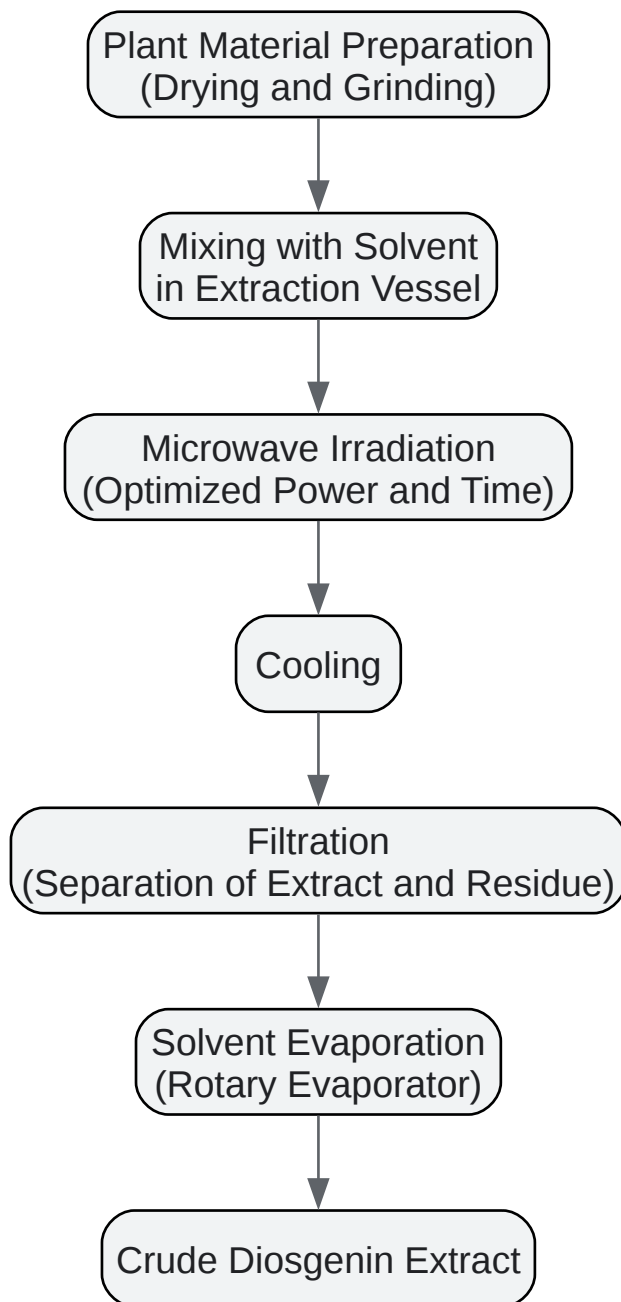 Plant Material Preparation
(Drying and Grinding)
Mixing with Solvent
in Extraction Vessel
Microwave Irradiation
(Optimized Power and Time)
Cooling
Filtration
(Separation of Extract and Residue)
Solvent Evaporation
(Rotary Evaporator)
Crude Diosgenin Extract